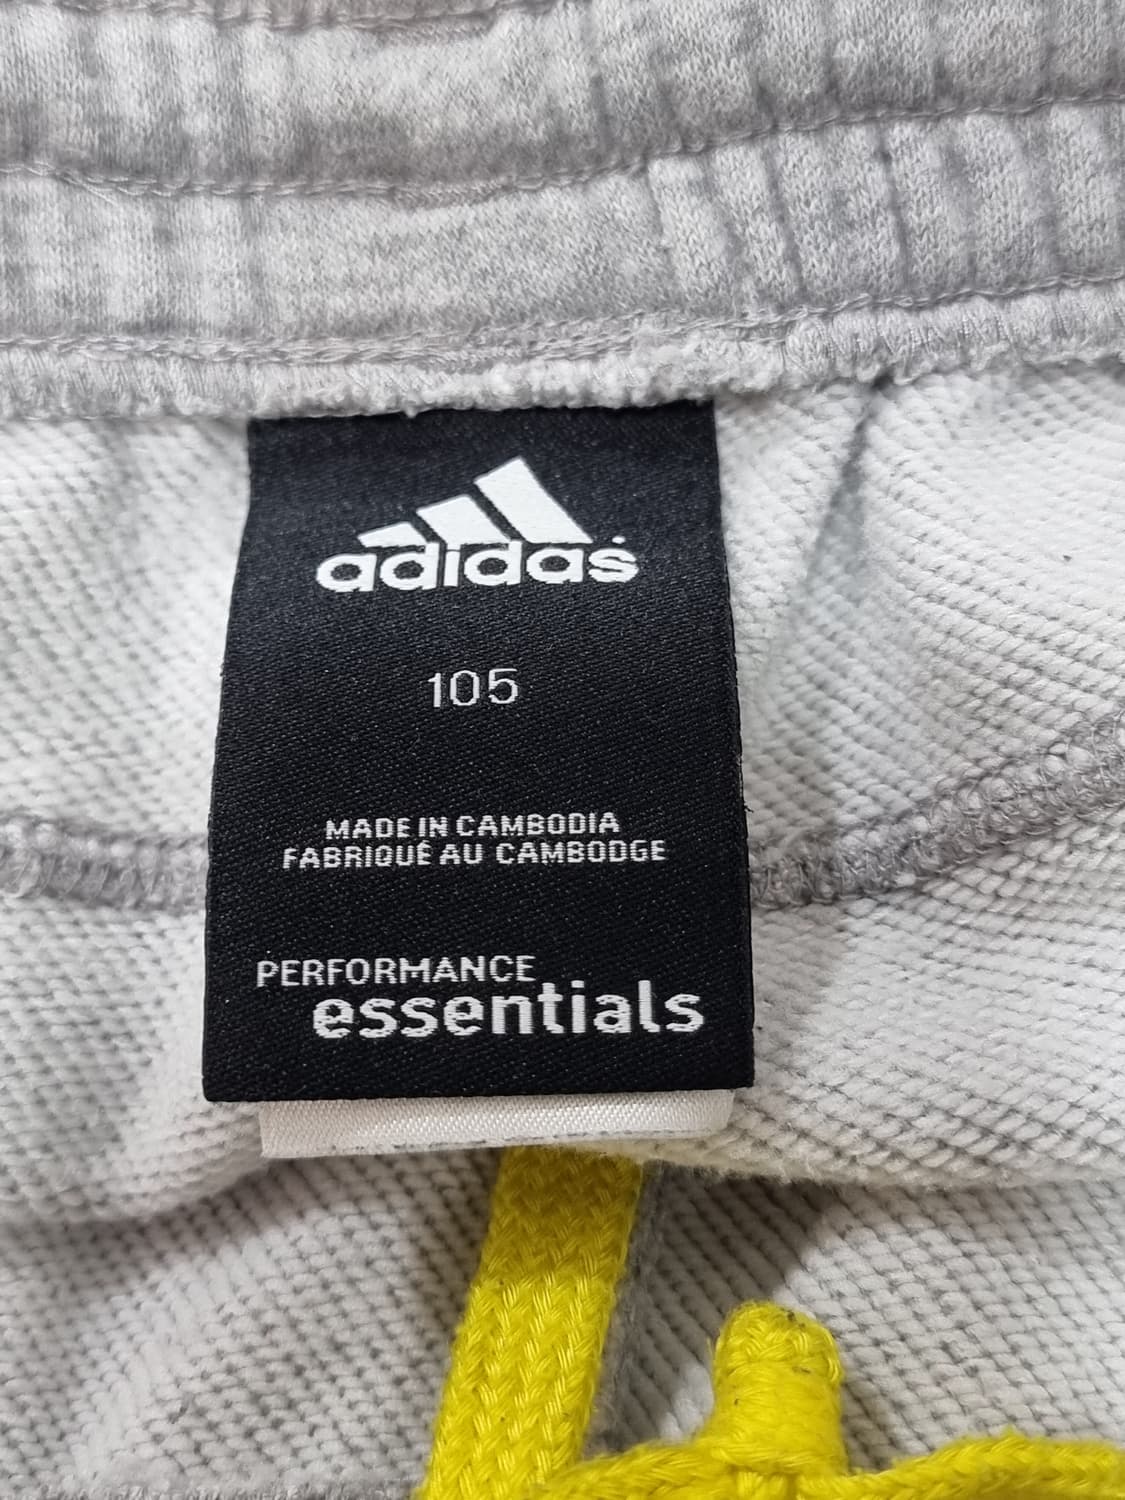 adidas
105
MADE IN CAMBODIA
FABRIQUÉ AU CAMBODGE
PERFORMANCE
essentials